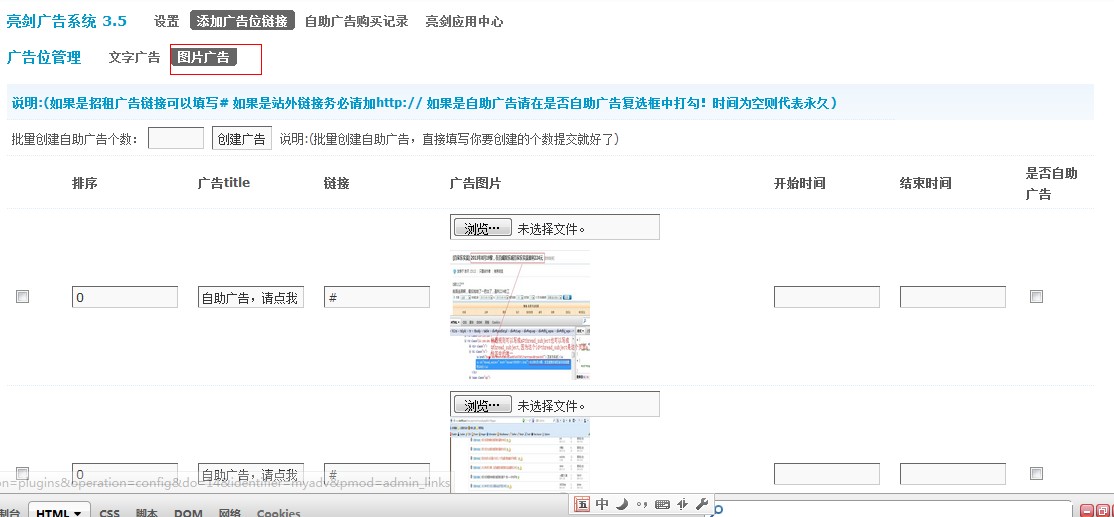 亮剑广告系统 3.5 设置 添加广告位链接 自助广告购买记录 亮剑应用中心
广告位管理 文字广告 图片广告
说明:(如果是招租广告链接可以填写# 如果是站外链接务必请加http:// 如果是自助广告请在是否自助广告复选框中打勾! 时间为空则代表永久)
批量创建自助广告个数: 创建广告 说明:(批量创建自助广告,直接填写你要创建的个数提交就好了)
排序 广告title 链接 广告图片 开始时间 结束时间 是否自助
广告
浏览… 未选择文件。
0 自助广告,请点我 #
浏览… 未选择文件。
0 自助广告,请点我 #
on=plugins&operation=config&do=14&identifier=myadv&pmod=admin_links
五 中
制台 HTML CSS 脚本 DOM 网络 Cookies